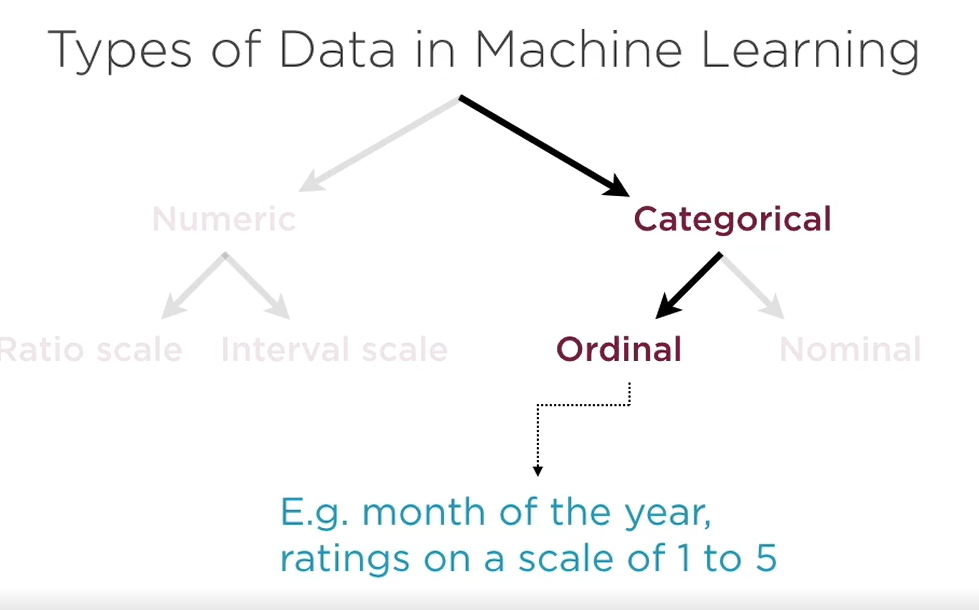 Types of Data in Machine Learning
Numeric
Categorical
Ratio scale
Interval scale
Ordinal
Nominal
E.g. month of the year,
ratings on a scale of 1 to 5